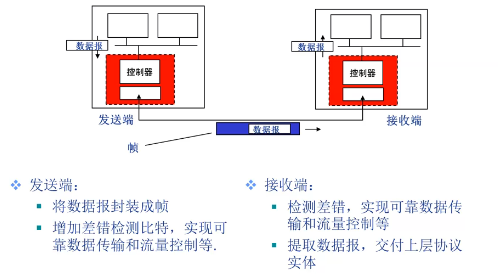 数据报
控制器
发送端
帧
数据报
数据报
控制器
接收端
发送端：
将数据报封装成帧
增加差错检测比特，实现可
靠数据传输和流量控制等.
接收端：
检测差错，实现可靠数据传
输和流量控制等
提取数据报，交付上层协议
实体